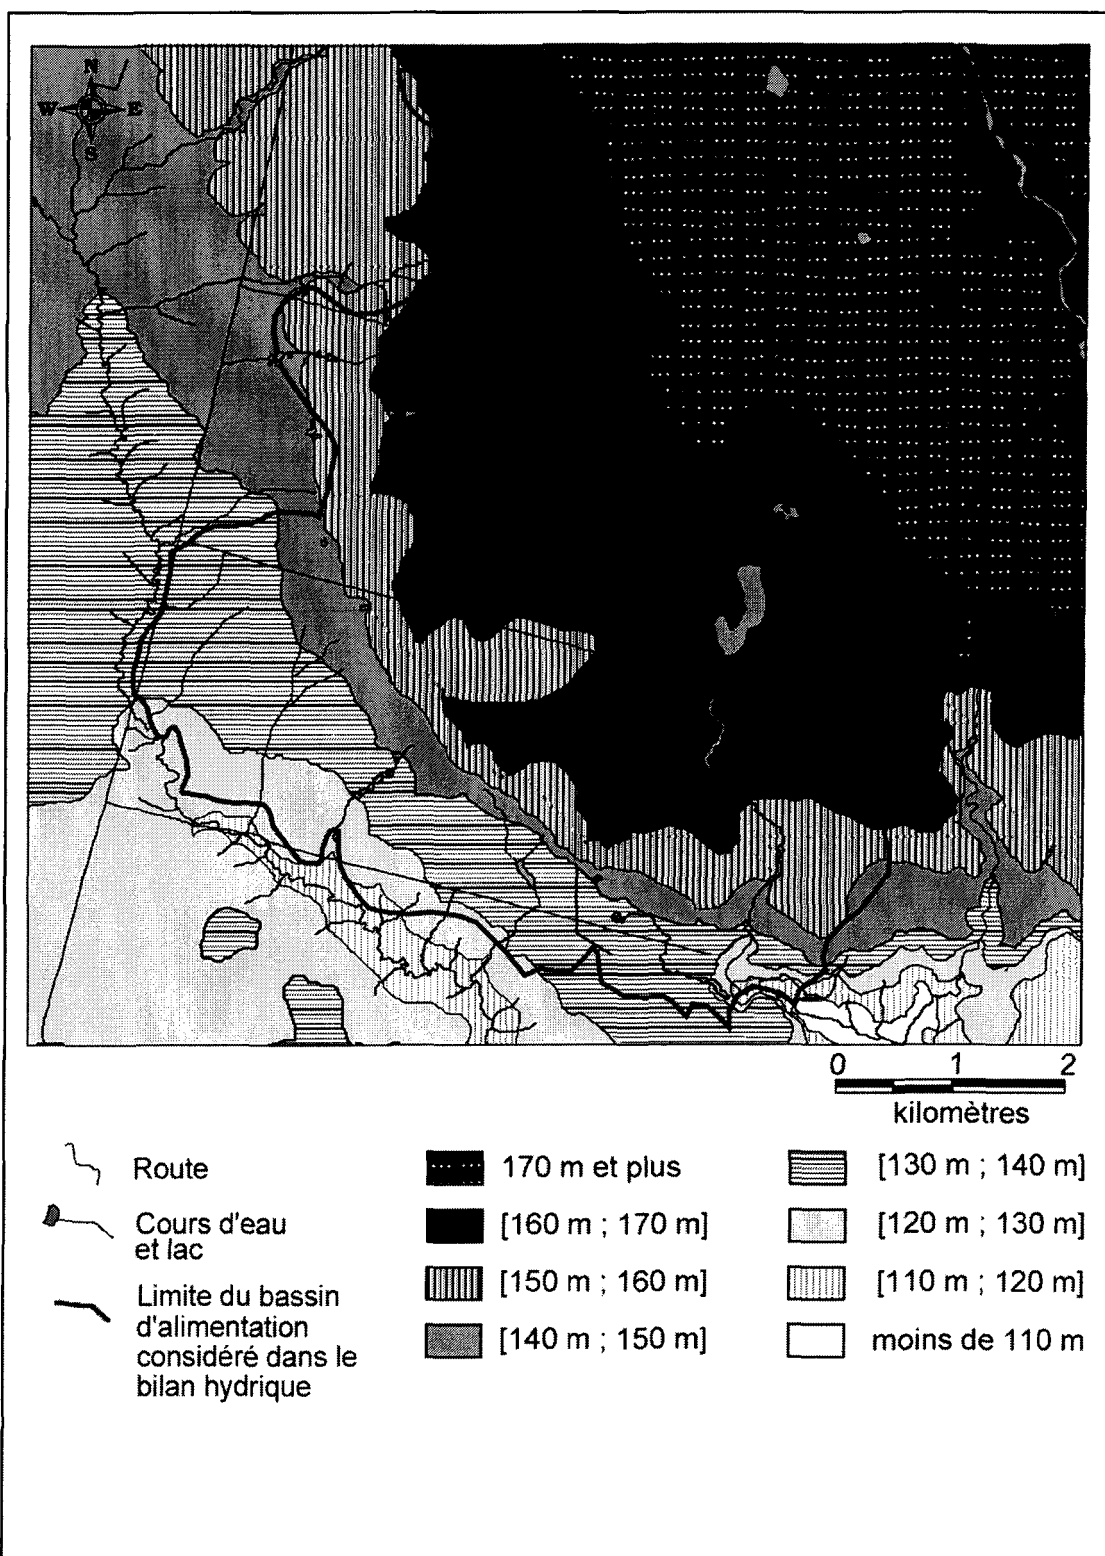 N
W E
S
0 1 2
kilomètres
Route
Cours d'eau
et lac
Limite du bassin
d'alimentation
considéré dans le
bilan hydrique
170 m et plus
[160 m ; 170 m]
[150 m ; 160 m]
[140 m ; 150 m]
[130 m ; 140 m]
[120 m ; 130 m]
[110 m ; 120 m]
moins de 110 m